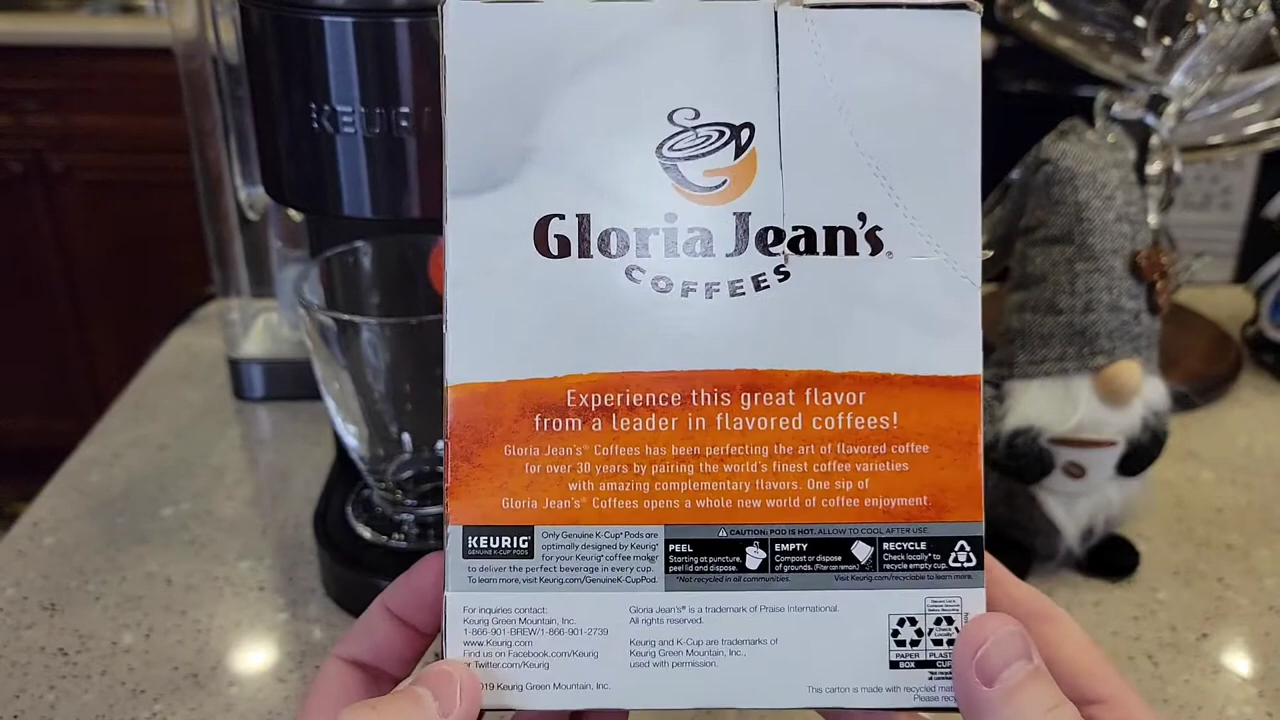 KEURI
Gloria Jean's
COFFEES
Experience this great flavor
from a leader in flavored coffees!
Gloria Jean's® Coffees has been perfecting the art of flavored coffee
for over 30 years by pairing the world's finest coffee varieties
with amazing complementary flavors. One sip of
Gloria Jean's® Coffees opens a whole new world of coffee enjoyment.
KEURIG®
GENUINE K-CUP® PODS
Only Genuine K-Cup® Pods are
optimally designed by Keurig®
for your Keurig® coffee maker
to deliver the perfect beverage in every cup.
To learn more, visit Keurig.com/GenuineK-CupPod.
CAUTION: POD IS HOT. ALLOW TO COOL AFTER USE.
PEEL
Starting at puncture,
peel lid and dispose.
EMPTY
Compost or dispose
of grounds. (Filter can remain.)
RECYCLE
Check locally* to
recycle empty cup.
*Not recycled in all communities.
Visit Keurig.com/recyclable to learn more.
For inquiries contact:
Keurig Green Mountain, Inc.
1-866-901-BREW/1-866-901-2739
www.Keurig.com
Find us on Facebook.com/Keurig
or Twitter.com/Keurig
19 Keurig Green Mountain, Inc.
Gloria Jean's® is a trademark of Praise International.
All rights reserved.
Keurig and K-Cup are trademarks of
Keurig Green Mountain, Inc.,
used with permission.
Check
Locally*
PAPER
BOX
PLAST
CUP
This carton is made with recycled mat
Please recy